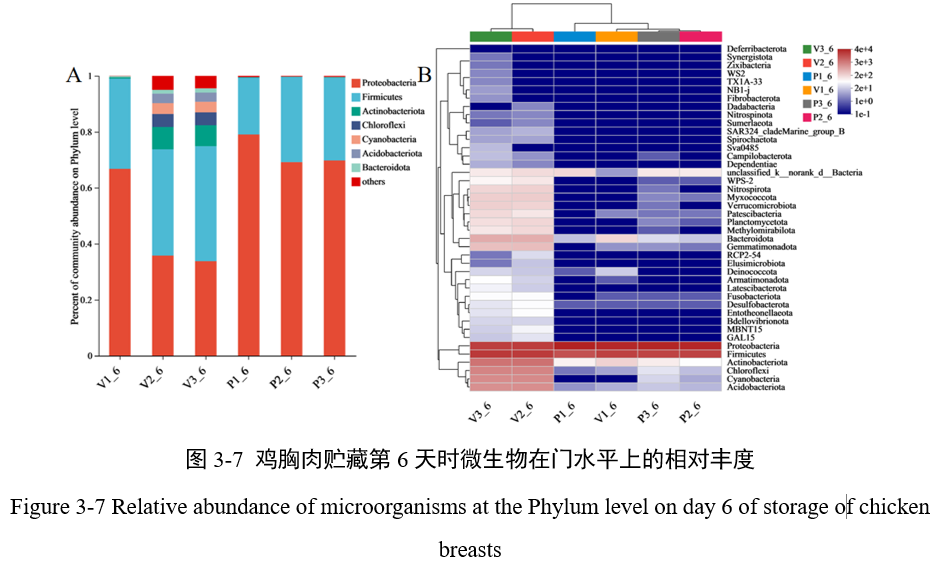 A
Percent of community abundance on Phylum level
1
0.8
0.6
0.4
0.2
0
V1_6
V2_6
V3_6
P1_6
P2_6
P3_6
Proteobacteria
Firmicutes
Actinobacteriota
Chloroflexi
Cyanobacteria
Acidobacteriota
Bacteroidota
others
B
Deferribacterota
Synergistota
Zixibacteria
WS2
TX1A-33
NB1-j
Fibrobacterota
Dadabacteria
Nitrospinota
Sumerlaeota
SAR324_cladeMarine_group_B
Spirochaetota
Sva0485
Campilobacterota
Dependentiae
unclassified_k__norank_d__Bacteria
WPS-2
Nitrospirota
Myxococcota
Verrucomicrobiota
Patescibacteria
Planctomycetota
Methylomirabilota
Bacteroidota
Gemmatimonadota
RCP2-54
Elusimicrobiota
Deinococcota
Armatimonadota
Latescibacterota
Fusobacteriota
Desulfobacterota
Entotheonellaeota
Bdellovibrionota
MBNT15
GAL15
Proteobacteria
Firmicutes
Actinobacteriota
Chloroflexi
Cyanobacteria
Acidobacteriota
V3_6
V2_6
P1_6
V1_6
P3_6
P2_6
V3_6
V2_6
P1_6
V1_6
P3_6
P2_6
4e+4
3e+3
2e+2
2e+1
1e+0
1e-1
图 3-7 鸡胸肉贮藏第 6 天时微生物在门水平上的相对丰度
Figure 3-7 Relative abundance of microorganisms at the Phylum level on day 6 of storage of chicken
breasts